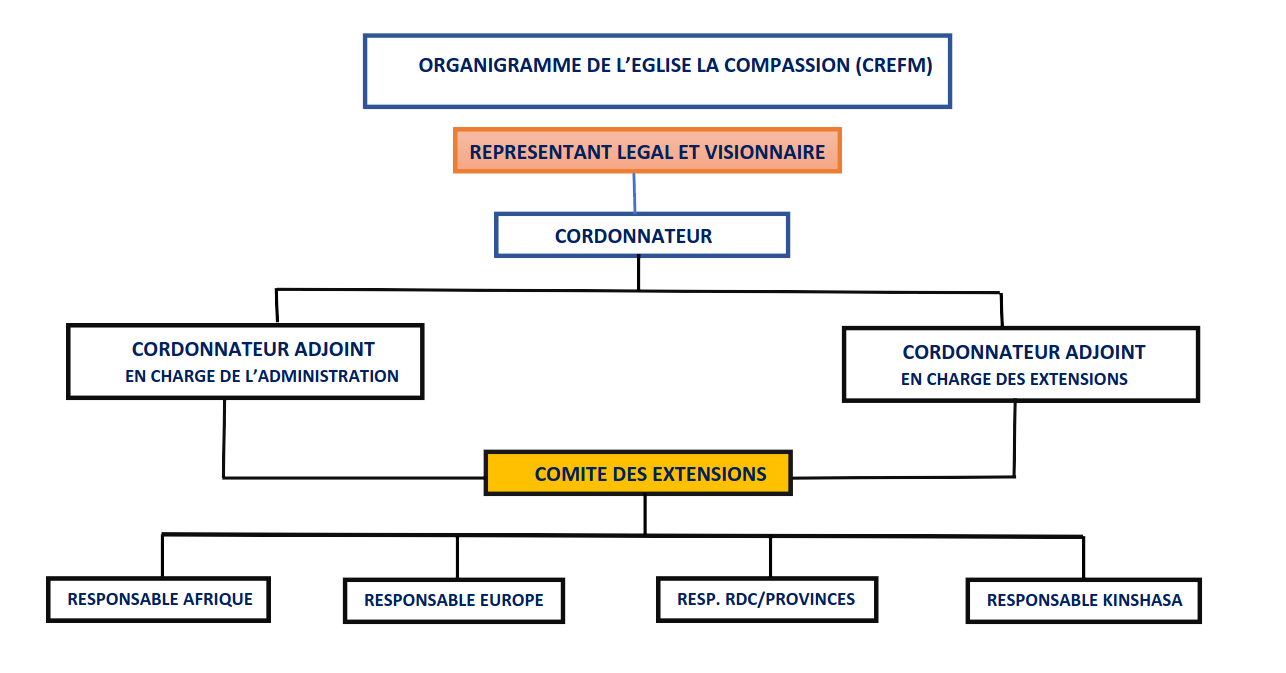 ORGANIGRAMME DE L’EGLISE LA COMPASSION (CREFM)
REPRESENTANT LEGAL ET VISIONNAIRE
CORDONNATEUR
CORDONNATEUR ADJOINT
EN CHARGE DE L’ADMINISTRATION
CORDONNATEUR ADJOINT
EN CHARGE DES EXTENSIONS
COMITE DES EXTENSIONS
RESPONSABLE AFRIQUE
RESPONSABLE EUROPE
RESP. RDC/PROVINCES
RESPONSABLE KINSHASA